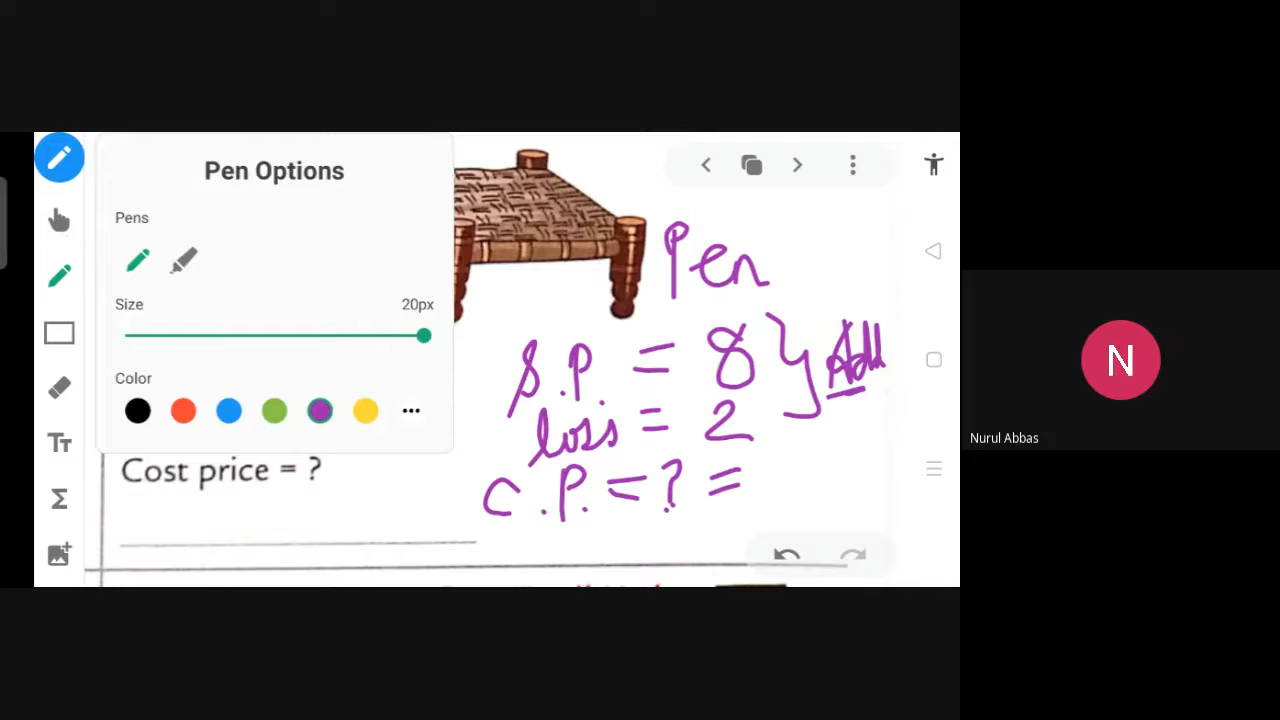 Pen Options
Pens
Size 20px
Color
Cost price = ?
Pen
S.P. = 8 } Add
loss = 2
C.P. = ? =
N
Nurul Abbas